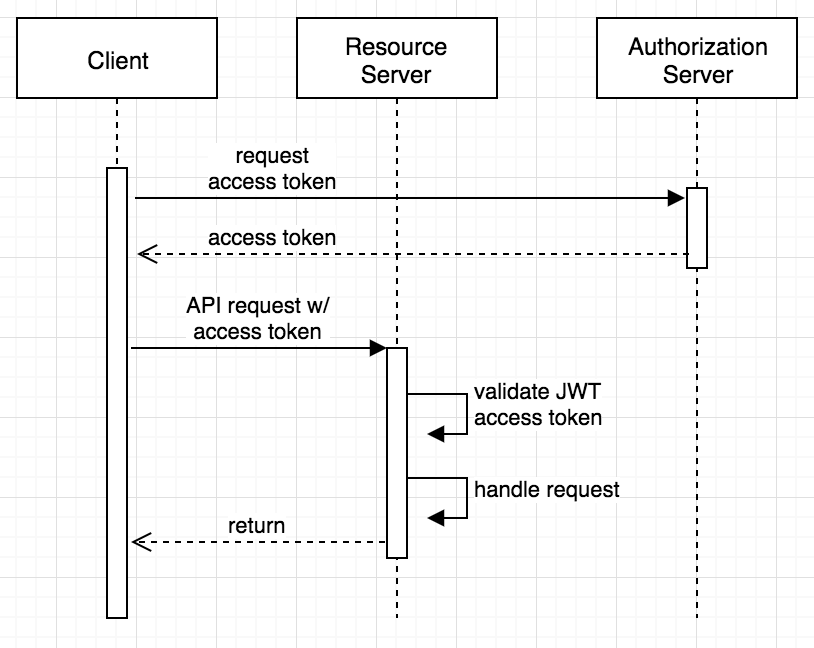 Client
Resource
Server
Authorization
Server
request
access token
access token
API request w/
access token
validate JWT
access token
handle request
return